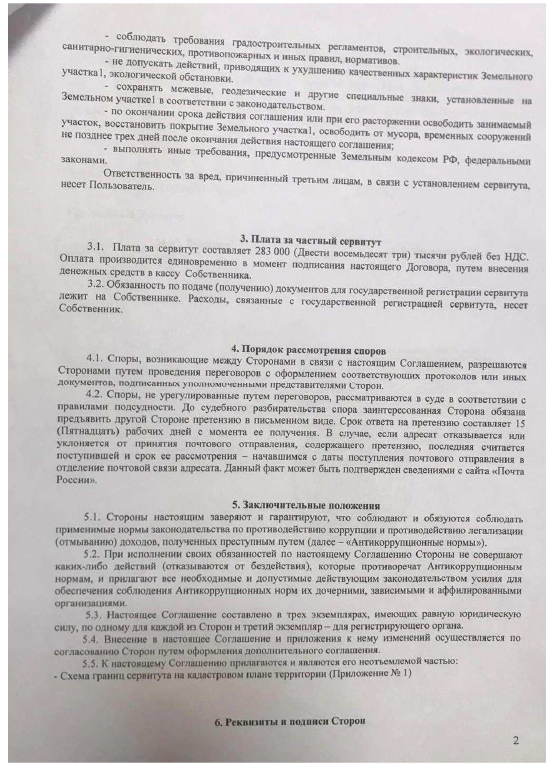 - соблюдать требования градостроительных регламентов, строительных, экологических,
санитарно-гигиенических, противопожарных и иных правил, нормативов.
- не допускать действий, приводящих к ухудшению качественных характеристик Земельного
участка1, экологической обстановки.
- сохранять межевые, геодезические и другие специальные знаки, установленные на
Земельном участке1 в соответствии с законодательством.
- по окончании срока действия соглашения или при его расторжении освободить занимаемый
участок, восстановить покрытие Земельного участка1, освободить от мусора, временных сооружений
не позднее трех дней после окончания действия настоящего соглашения;
- выполнять иные требования, предусмотренные Земельным кодексом РФ, федеральными
законами.
Ответственность за вред, причиненный третьим лицам, в связи с установлением сервитута,
несет Пользователь.
3. Плата за частный сервитут
3.1. Плата за сервитут составляет 283 000 (Двести восемьдесят три) тысячи рублей без НДС.
Оплата производится единовременно в момент подписания настоящего Договора, путем внесения
денежных средств в кассу Собственника.
3.2. Обязанность по подаче (получению) документов для государственной регистрации сервитута
лежит на Собственнике. Расходы, связанные с государственной регистрацией сервитута, несет
Собственник.
4. Порядок рассмотрения споров
4.1. Споры, возникающие между Сторонами в связи с настоящим Соглашением, разрешаются
Сторонами путем проведения переговоров с оформлением соответствующих протоколов или иных
документов, подписанных уполномоченными представителями Сторон.
4.2. Споры, не урегулированные путем переговоров, рассматриваются в суде в соответствии с
правилами подсудности. До судебного разбирательства спора заинтересованная Сторона обязана
предъявить другой Стороне претензию в письменном виде. Срок ответа на претензию составляет 15
(Пятнадцать) рабочих дней с момента ее получения. В случае, если адресат отказывается или
уклоняется от принятия почтового отправления, содержащего претензию, последняя считается
поступившей и срок ее рассмотрения – начавшимся с даты поступления почтового отправления в
отделение почтовой связи адресата. Данный факт может быть подтвержден сведениями с сайта «Почта
России».
5. Заключительные положения
5.1. Стороны настоящим заверяют и гарантируют, что соблюдают и обязуются соблюдать
применимые нормы законодательства по противодействию коррупции и противодействию легализации
(отмыванию) доходов, полученных преступным путем (далее – «Антикоррупционные нормы»).
5.2. При исполнении своих обязанностей по настоящему Соглашению Стороны не совершают
каких-либо действий (отказываются от бездействия), которые противоречат Антикоррупционным
нормам, и прилагают все необходимые и допустимые действующим законодательством усилия для
обеспечения соблюдения Антикоррупционных норм их дочерними, зависимыми и аффилированными
организациями.
5.3. Настоящее Соглашение составлено в трех экземплярах, имеющих равную юридическую
силу, по одному для каждой из Сторон и третий экземпляр – для регистрирующего органа.
5.4. Внесение в настоящее Соглашение и приложения к нему изменений осуществляется по
согласованию Сторон путем оформления дополнительного соглашения.
5.5. К настоящему Соглашению прилагаются и являются его неотъемлемой частью:
- Схема границ сервитута на кадастровом плане территории (Приложение № 1)
6. Реквизиты и подписи Сторон
2